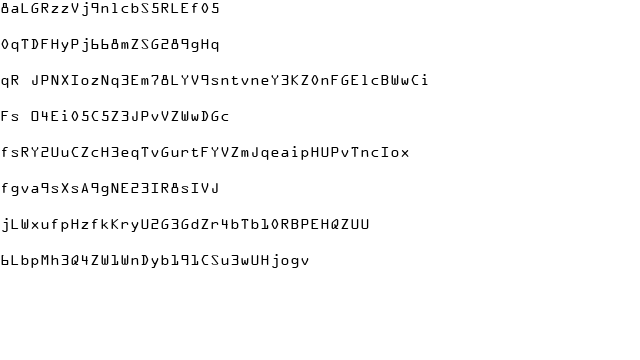 8aLGRzzVj9nlcbS5RLEf05
0qTDFHyPj668mZSG289gHq
qR JPNXIozNq3Em78LYV9sntvneY3KZ0nFGElcBWwCi
Fs O4Ei05C5Z3JPvVZWwDGc
fsRY2UuCZcH3eqTvGurtFYVZmJqeaipHUPvTncIox
fgva9sXsA9gNE23IR8sIVJ
jLWxufpHzfkKryU2G3GdZr4bTb10RBPEHQZUU
6LbpMh3Q4ZW1WnDyb191CSu3wUHjogv